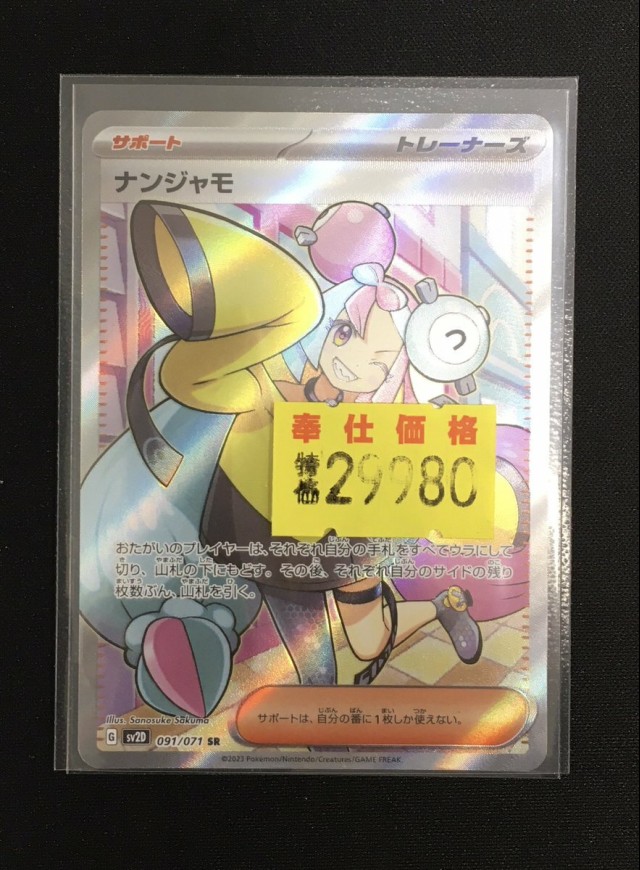 サポート
トレーナーズ
ナンジャモ
奉仕価格
特価 29980
おたがいのプレイヤーは、それぞれ自分の手札をすべてウラにして
切り、山札の下にもどす。その後、それぞれ自分のサイドの残り
枚数ぶん、山札を引く。
サポートは、自分の番に1枚しか使えない。
Illus. Sanosuke Sakuma
G sv2D 091/071 SR
©2023 Pokémon/Nintendo/Creatures/GAME FREAK.